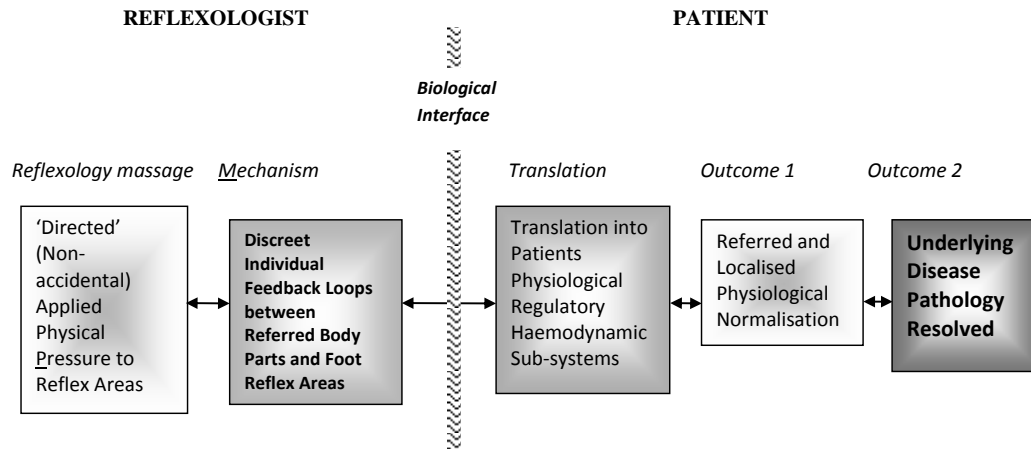 REFLEXOLOGIST
PATIENT
Biological
Interface
Reflexology massage
Mechanism
Translation
Outcome 1
Outcome 2
‘Directed’
(Non-
accidental)
Applied
Physical
Pressure to
Reflex Areas
Discreet
Individual
Feedback Loops
between
Referred Body
Parts and Foot
Reflex Areas
Translation into
Patients
Physiological
Regulatory
Haemodynamic
Sub-systems
Referred and
Localised
Physiological
Normalisation
Underlying
Disease
Pathology
Resolved